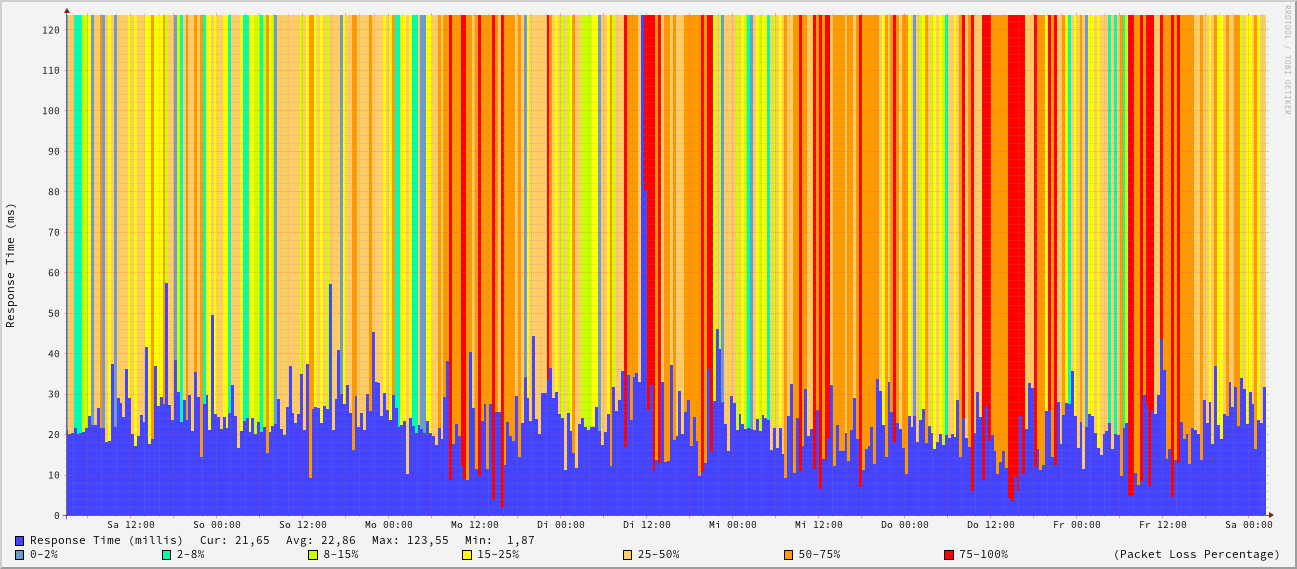 RRDTOOL / TOBI OETIKER
Response Time (ms)
120
110
100
90
80
70
60
50
40
30
20
10
0
Sa 12:00 So 00:00 So 12:00 Mo 00:00 Mo 12:00 Di 00:00 Di 12:00 Mi 00:00 Mi 12:00 Do 00:00 Do 12:00 Fr 00:00 Fr 12:00 Sa 00:00
Response Time (millis) Cur: 21,65 Avg: 22,86 Max: 123,55 Min: 1,87
0-2% 2-8% 8-15% 15-25% 25-50% 50-75% 75-100% (Packet Loss Percentage)